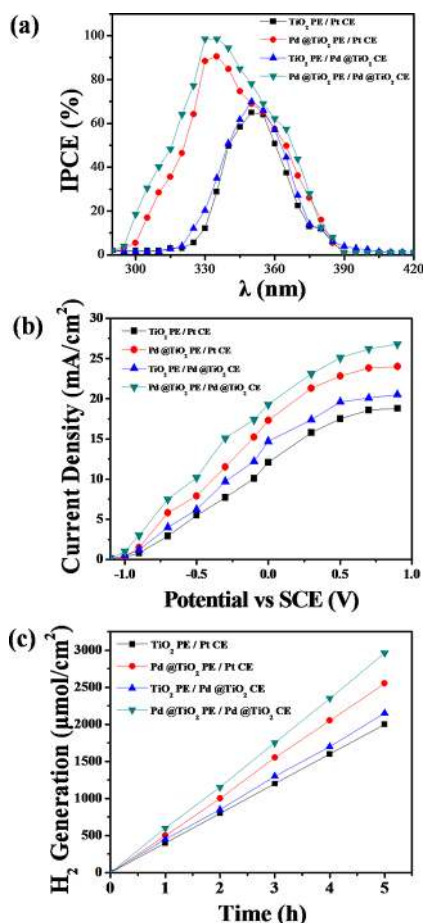 (a)
TiO₂ PE / Pt CE
Pd @TiO₂ PE / Pt CE
TiO₂ PE / Pd @TiO₂ CE
Pd @TiO₂ PE / Pd @TiO₂ CE
100
80
60
40
20
0
IPCE (%)
300 330 360 390 420
λ (nm)
(b)
30
25
20
15
10
5
0
TiO₂ PE / Pt CE
Pd @TiO₂ PE / Pt CE
TiO₂ PE / Pd @TiO₂ CE
Pd @TiO₂ PE / Pd @TiO₂ CE
Current Density (mA/cm²)
-1.0 -0.5 0.0 0.5 1.0
Potential vs SCE (V)
(c)
3000
2500
2000
1500
1000
500
0
TiO₂ PE / Pt CE
Pd @TiO₂ PE / Pt CE
TiO₂ PE / Pd @TiO₂ CE
Pd @TiO₂ PE / Pd @TiO₂ CE
H₂ Generation (µmol/cm²)
0 1 2 3 4 5
Time (h)